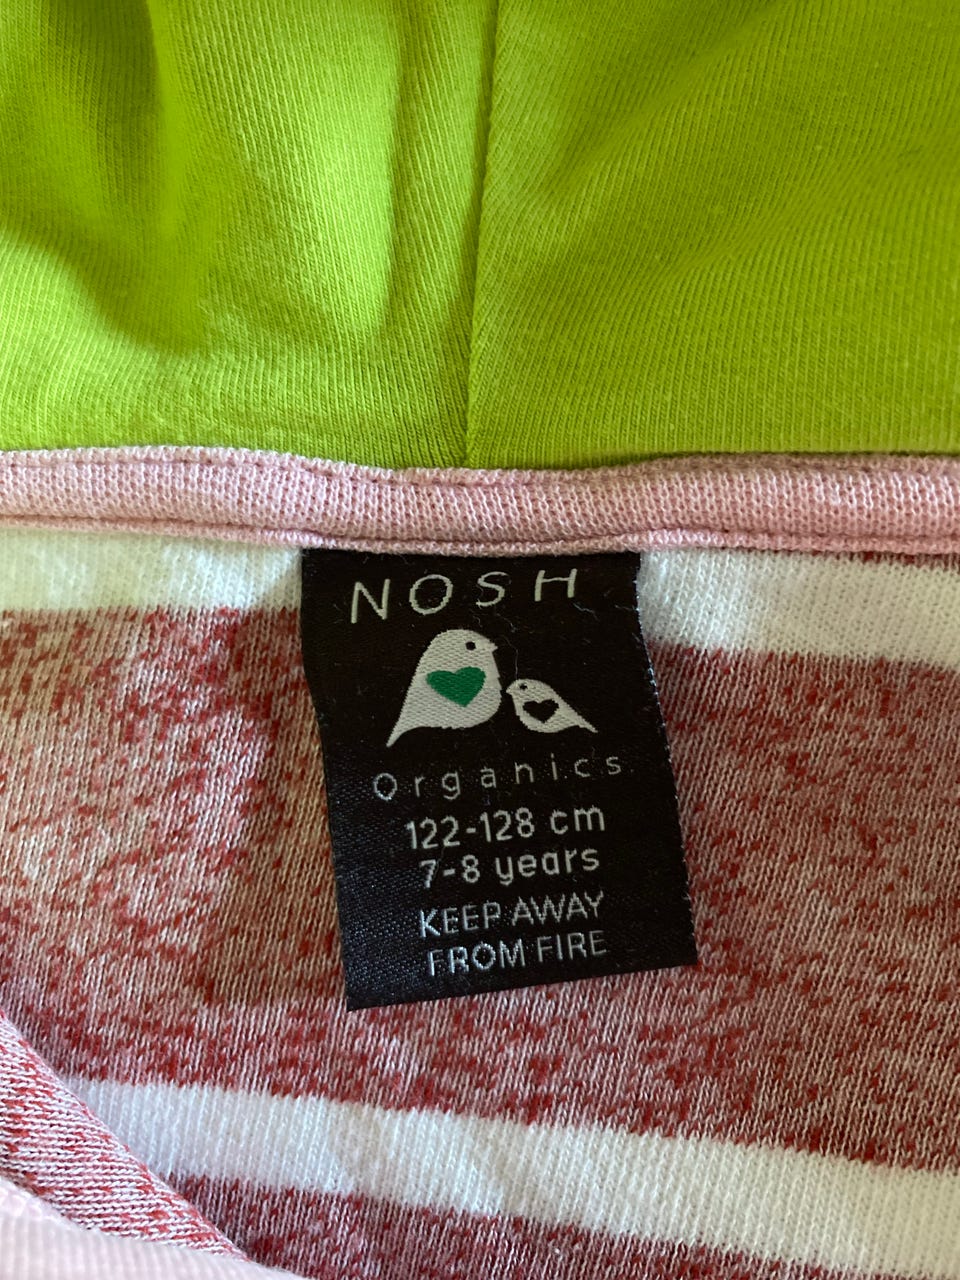 NOSH
Organics
122-128 cm
7-8 years
KEEP AWAY
FROM FIRE